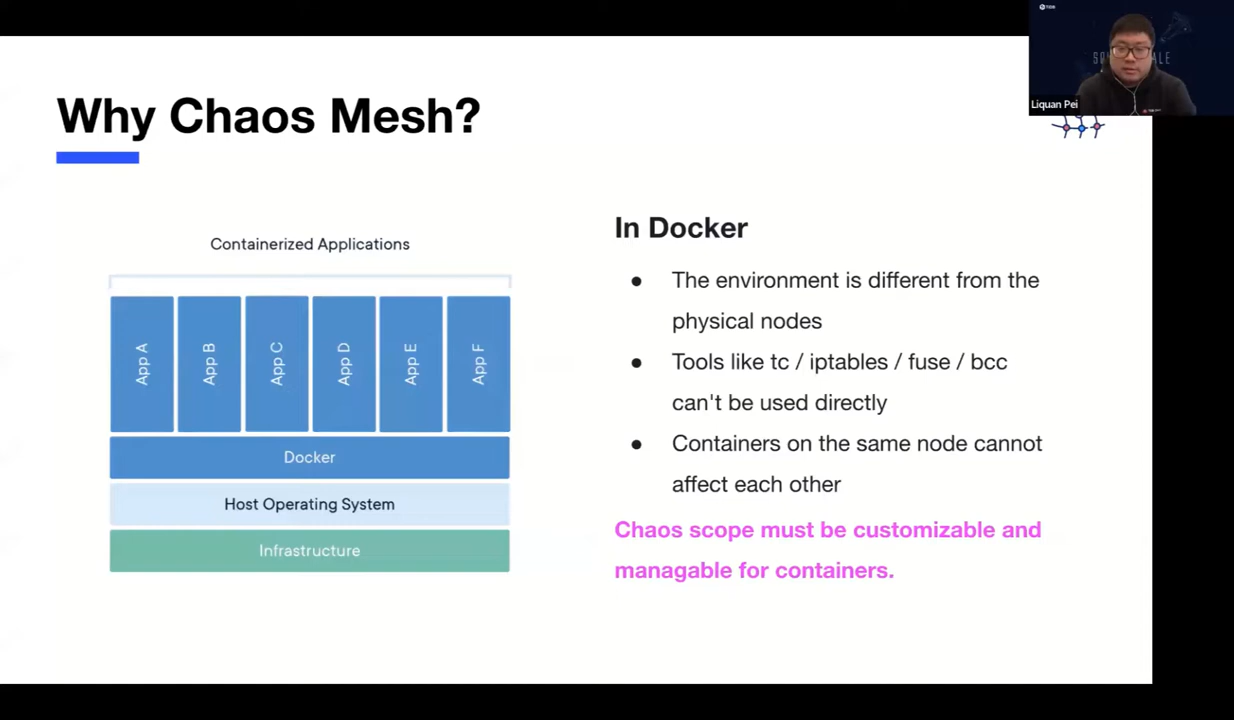 TiDB
Liquan Pei
Why Chaos Mesh?
Containerized Applications
App A
App B
App C
App D
App E
App F
Docker
Host Operating System
Infrastructure
In Docker
● The environment is different from the
physical nodes
● Tools like tc / iptables / fuse / bcc
can't be used directly
● Containers on the same node cannot
affect each other
Chaos scope must be customizable and
managable for containers.